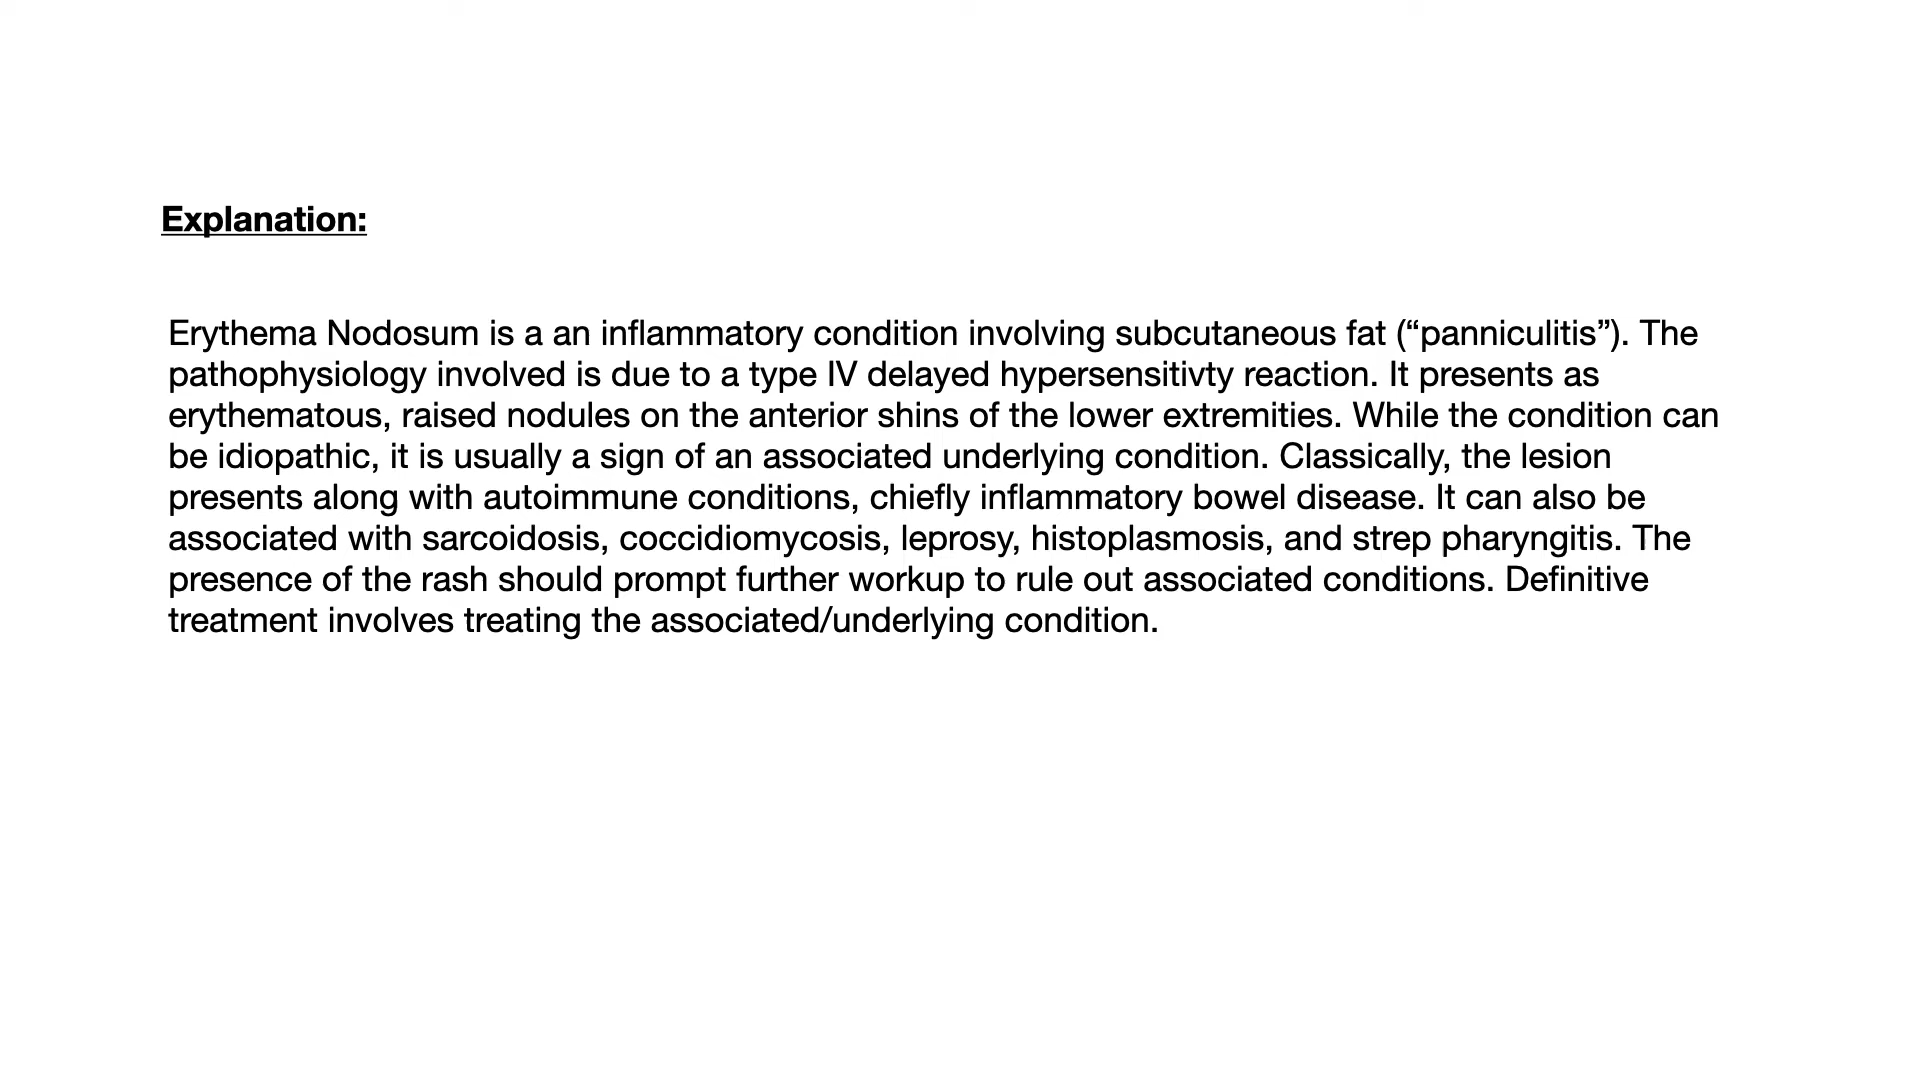 Explanation:
Erythema Nodosum is a an inflammatory condition involving subcutaneous fat (“panniculitis”). The
pathophysiology involved is due to a type IV delayed hypersensitivty reaction. It presents as
erythematous, raised nodules on the anterior shins of the lower extremities. While the condition can
be idiopathic, it is usually a sign of an associated underlying condition. Classically, the lesion
presents along with autoimmune conditions, chiefly inflammatory bowel disease. It can also be
associated with sarcoidosis, coccidiomycosis, leprosy, histoplasmosis, and strep pharyngitis. The
presence of the rash should prompt further workup to rule out associated conditions. Definitive
treatment involves treating the associated/underlying condition.